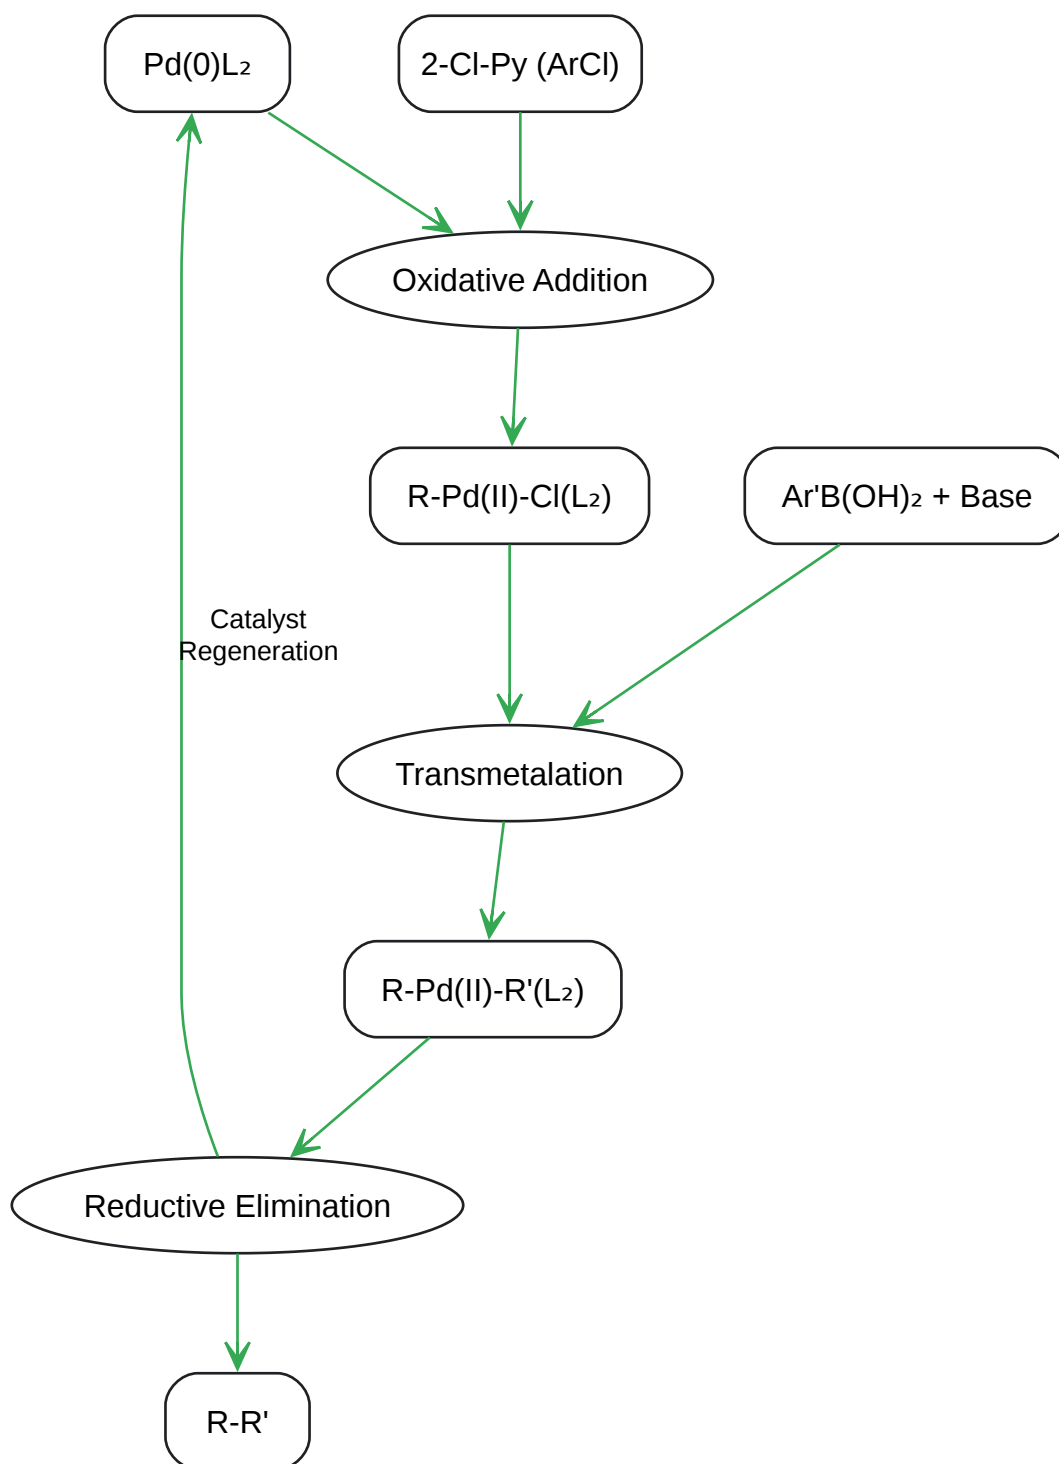 Pd(0)L₂
2-Cl-Py (ArCl)
Oxidative Addition
R-Pd(II)-Cl(L₂)
Ar'B(OH)₂ + Base
Catalyst
Regeneration
Transmetalation
R-Pd(II)-R'(L₂)
Reductive Elimination
R-R'